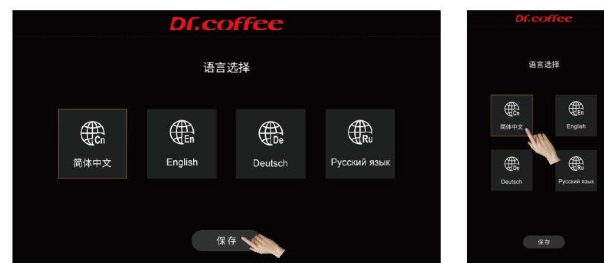 Dr.coffee
语言选择
Cn
En
De
Ru
简体中文
English
Deutsch
Русский язык
保存
Dr.coffee
语言选择
Cn
En
简体中文
English
De
Ru
Deutsch
Русский язык
保存